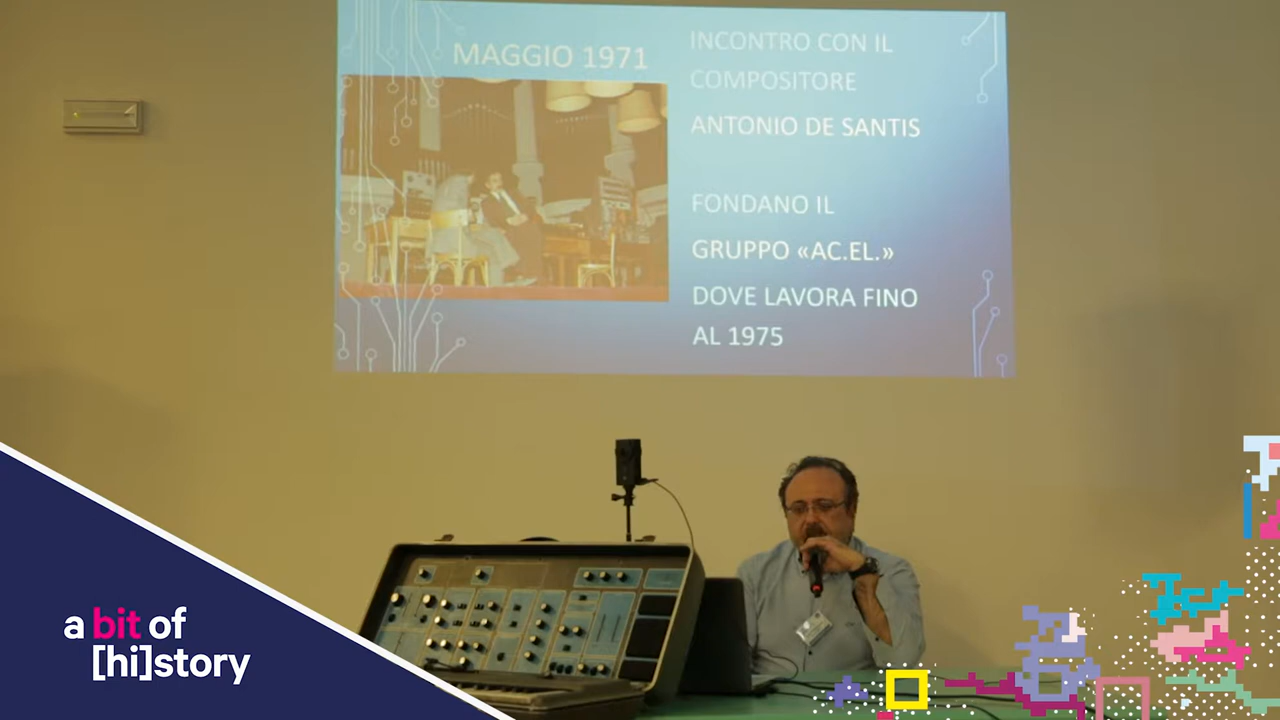 MAGGIO 1971
INCONTRO CON IL
COMPOSITORE
ANTONIO DE SANTIS
FONDANO IL
GRUPPO «AC.EL.»
DOVE LAVORA FINO
AL 1975
a bit of
[hi]story